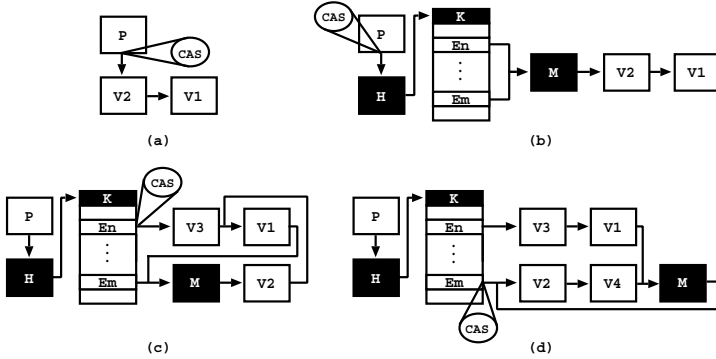 P
CAS
V2 V1
(a)
CAS
P
K
En
H
M V2 V1
Em
(b)
CAS
K
P
En V3 V1
H
Em M V2
(c)
K
P
En V3 V1
H
Em V2 V4 M
CAS
(d)